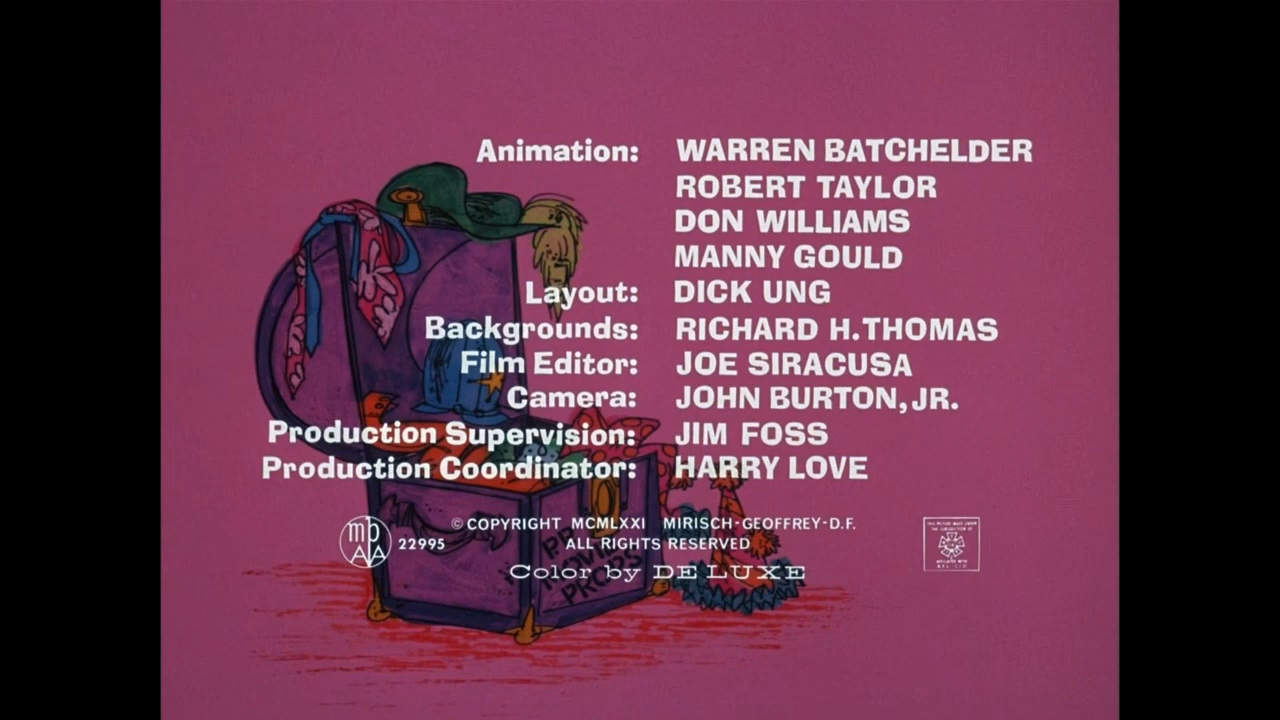 Animation: WARREN BATCHELDER
ROBERT TAYLOR
DON WILLIAMS
MANNY GOULD
Layout: DICK UNG
Backgrounds: RICHARD H. THOMAS
Film Editor: JOE SIRACUSA
Camera: JOHN BURTON, JR.
Production Supervision: JIM FOSS
Production Coordinator: HARRY LOVE
© COPYRIGHT MCMLXXI MIRISCH-GEOFFREY-D.F.
mpAA 22995 ALL RIGHTS RESERVED
Color by DE LUXE
PROPS